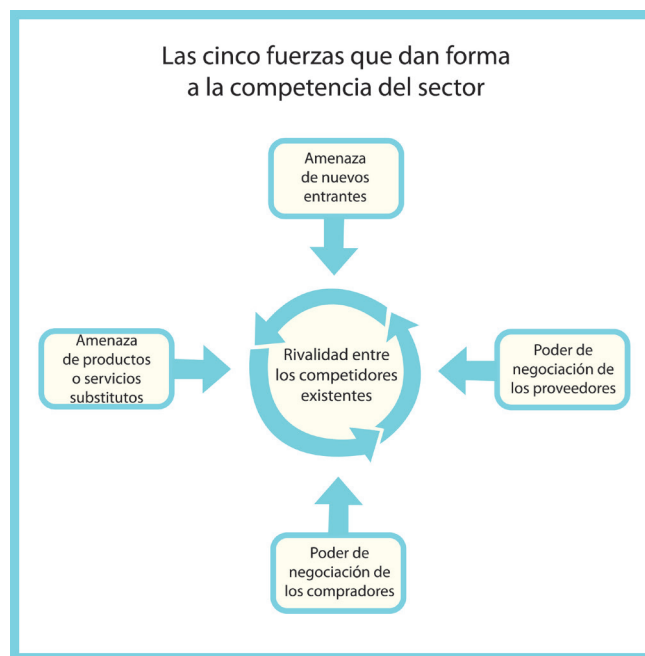 Las cinco fuerzas que dan forma
a la competencia del sector
Amenaza
de nuevos
entrantes
Amenaza
de productos
o servicios
substitutos
Rivalidad entre
los competidores
existentes
Poder de
negociación de
los proveedores
Poder de
negociación de
los compradores